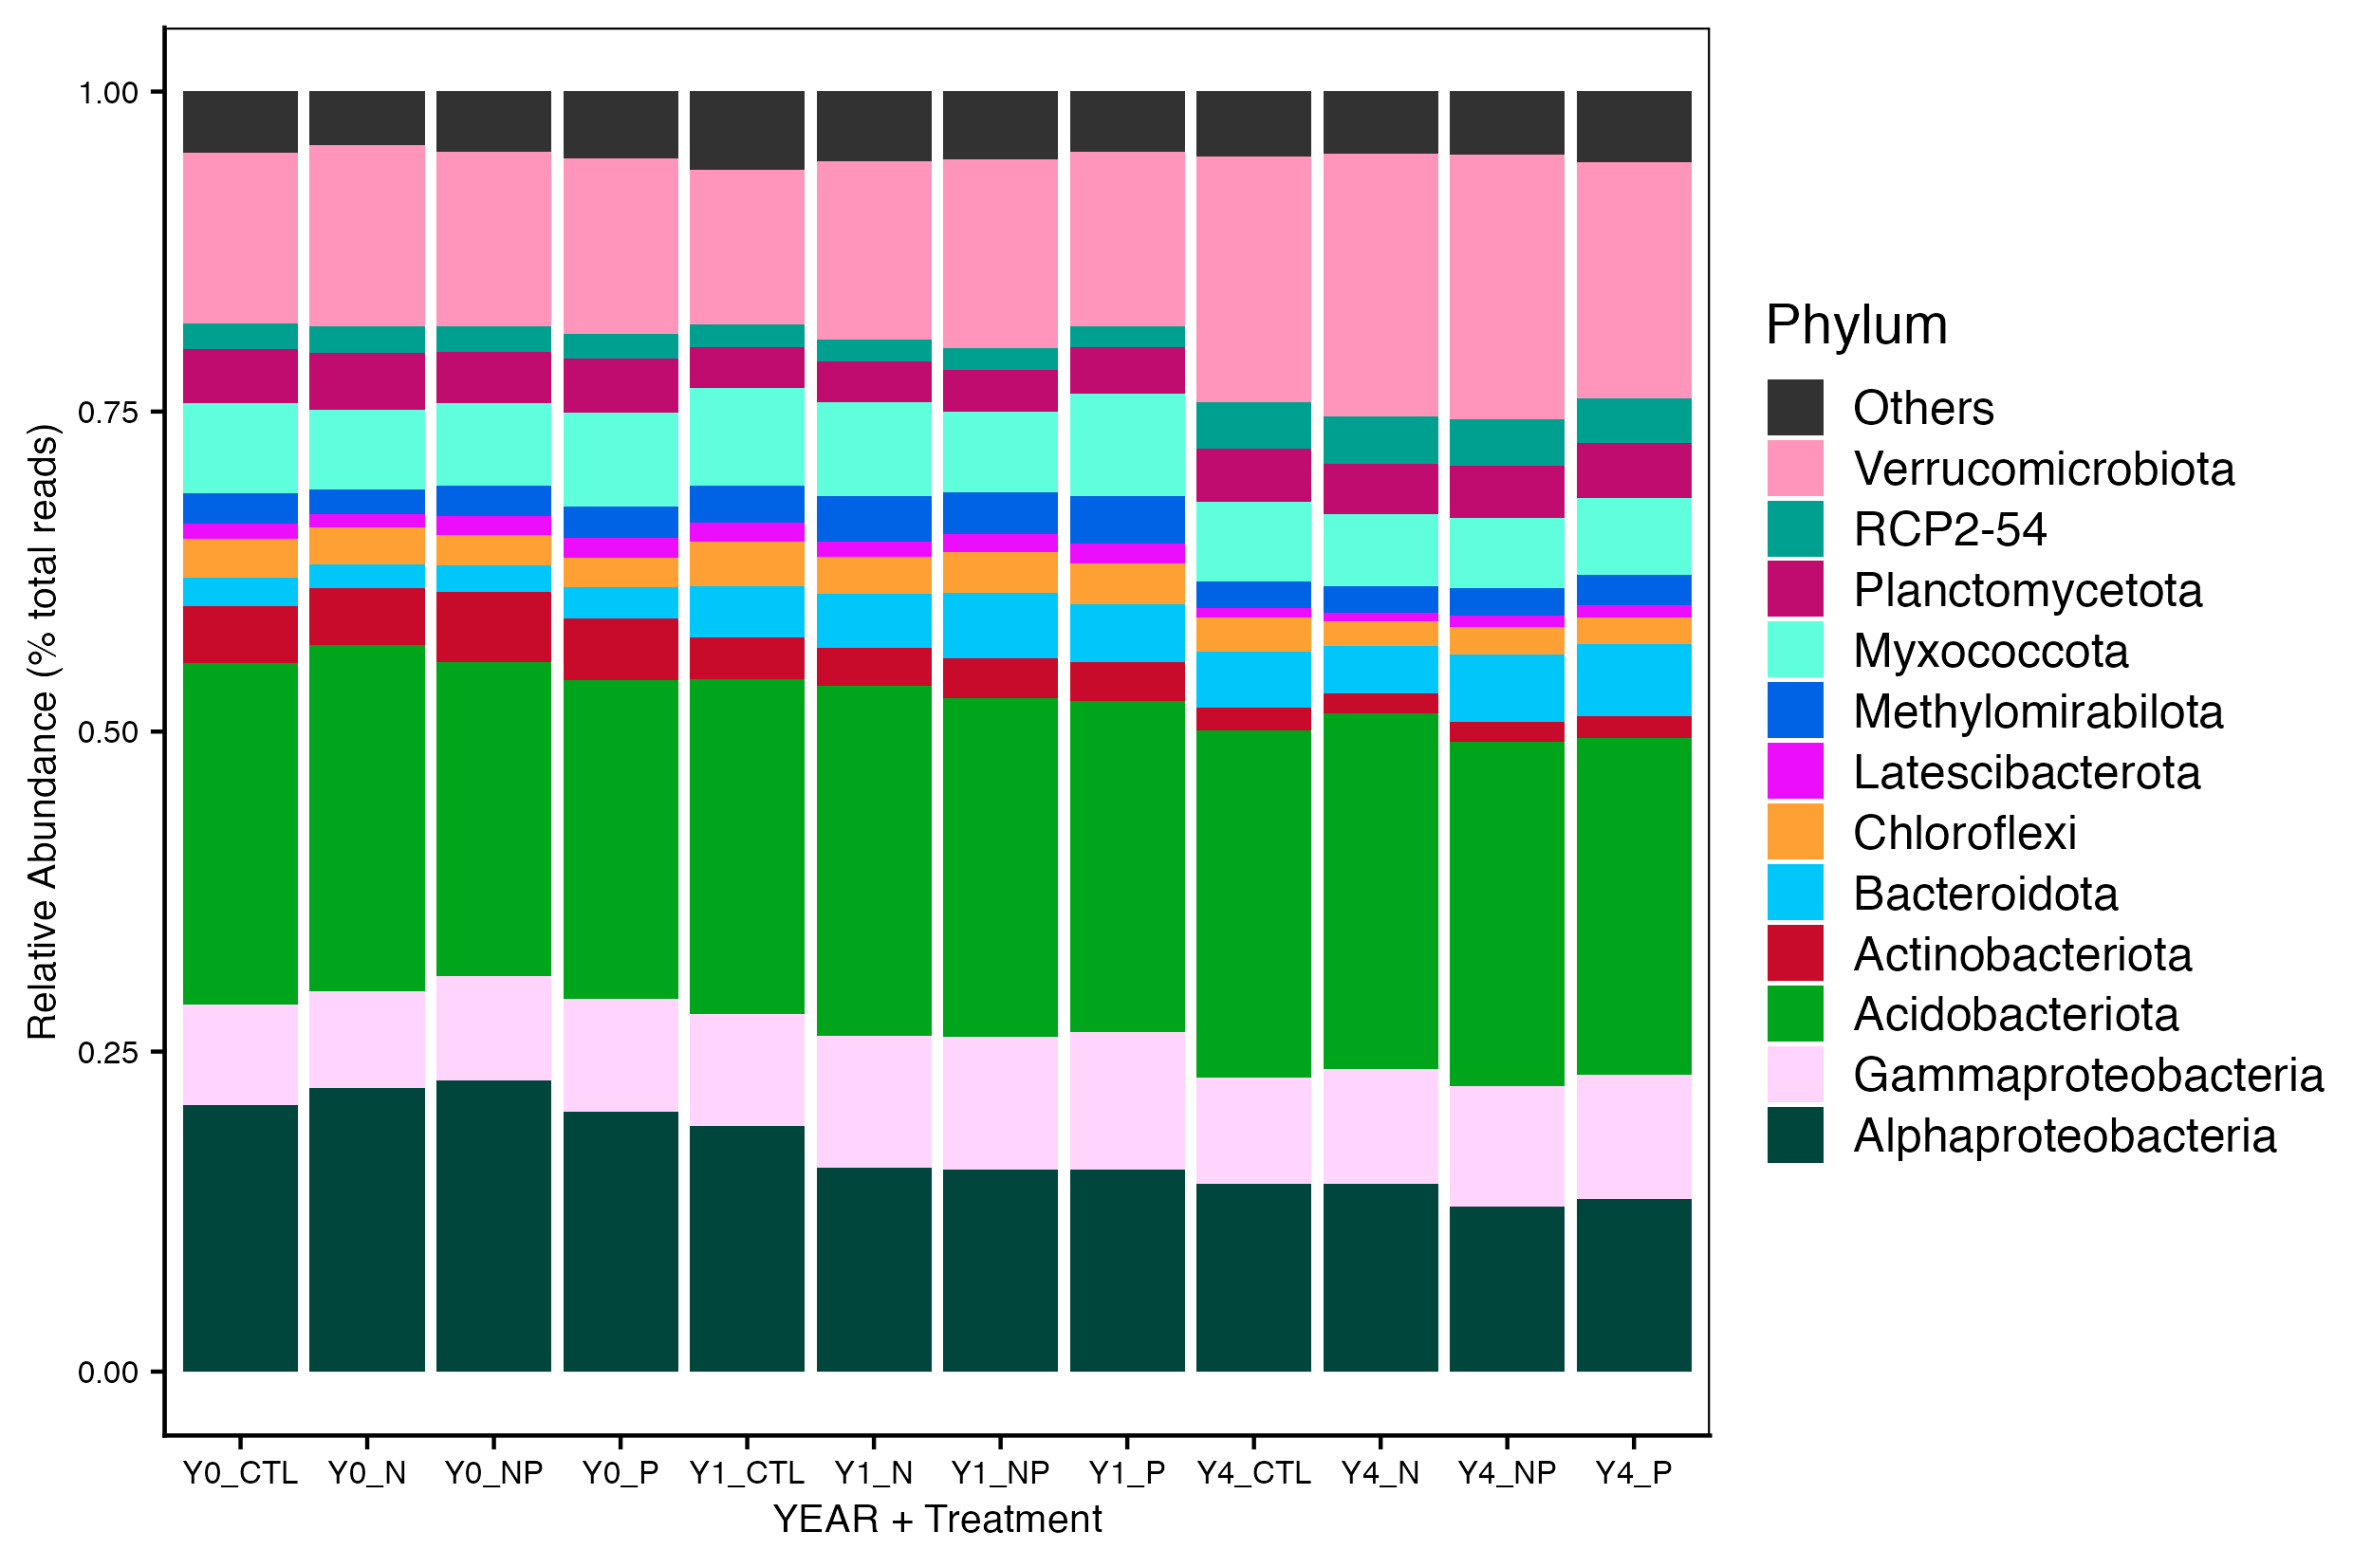 1.00
0.75
0.50
0.25
0.00
Relative Abundance (% total reads)
Y0_CTL Y0_N Y0_NP Y0_P Y1_CTL Y1_N Y1_NP Y1_P Y4_CTL Y4_N Y4_NP Y4_P
YEAR + Treatment
Phylum
Others
Verrucomicrobiota
RCP2-54
Planctomycetota
Myxococcota
Methylomirabilota
Latescibacterota
Chloroflexi
Bacteroidota
Actinobacteriota
Acidobacteriota
Gammaproteobacteria
Alphaproteobacteria